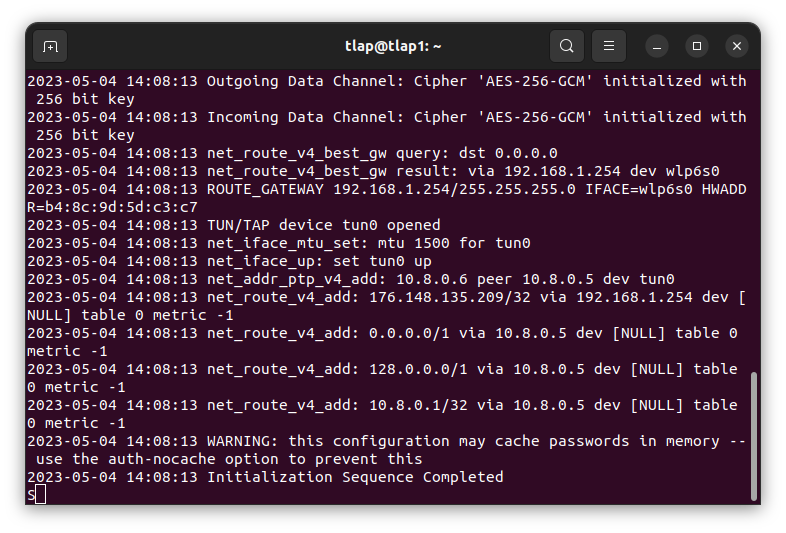 tlap@tlap1: ~
2023-05-04 14:08:13 Outgoing Data Channel: Cipher 'AES-256-GCM' initialized with
 256 bit key
2023-05-04 14:08:13 Incoming Data Channel: Cipher 'AES-256-GCM' initialized with
 256 bit key
2023-05-04 14:08:13 net_route_v4_best_gw query: dst 0.0.0.0
2023-05-04 14:08:13 net_route_v4_best_gw result: via 192.168.1.254 dev wlp6s0
2023-05-04 14:08:13 ROUTE_GATEWAY 192.168.1.254/255.255.255.0 IFACE=wlp6s0 HWADD
R=b4:8c:9d:5d:c3:c7
2023-05-04 14:08:13 TUN/TAP device tun0 opened
2023-05-04 14:08:13 net_iface_mtu_set: mtu 1500 for tun0
2023-05-04 14:08:13 net_iface_up: set tun0 up
2023-05-04 14:08:13 net_addr_ptp_v4_add: 10.8.0.6 peer 10.8.0.5 dev tun0
2023-05-04 14:08:13 net_route_v4_add: 176.148.135.209/32 via 192.168.1.254 dev [
NULL] table 0 metric -1
2023-05-04 14:08:13 net_route_v4_add: 0.0.0.0/1 via 10.8.0.5 dev [NULL] table 0
metric -1
2023-05-04 14:08:13 net_route_v4_add: 128.0.0.0/1 via 10.8.0.5 dev [NULL] table
0 metric -1
2023-05-04 14:08:13 net_route_v4_add: 10.8.0.1/32 via 10.8.0.5 dev [NULL] table
0 metric -1
2023-05-04 14:08:13 WARNING: this configuration may cache passwords in memory --
 use the auth-nocache option to prevent this
2023-05-04 14:08:13 Initialization Sequence Completed
S